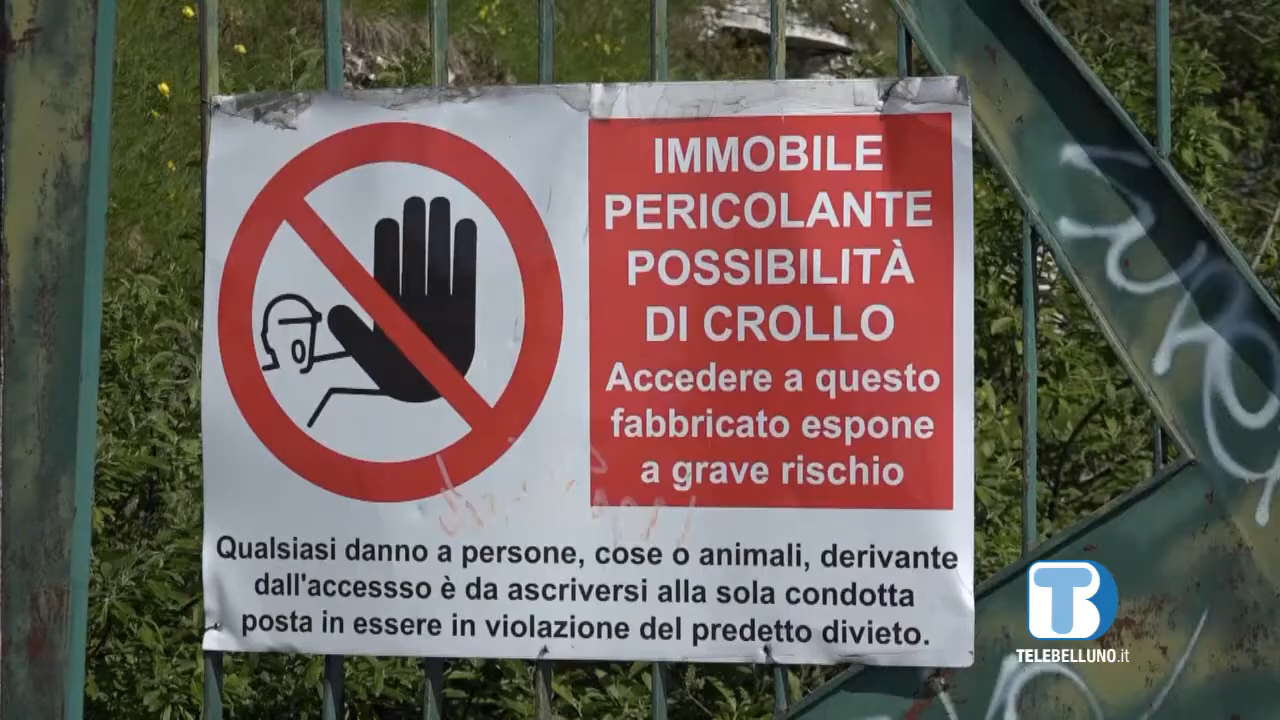 IMMOBILE
PERICOLANTE
POSSIBILITÀ
DI CROLLO
Accedere a questo
fabbricato espone
a grave rischio
Qualsiasi danno a persone, cose o animali, derivante
dall'accessso è da ascriversi alla sola condotta
posta in essere in violazione del predetto divieto.
TB
TELEBELLUNO.it